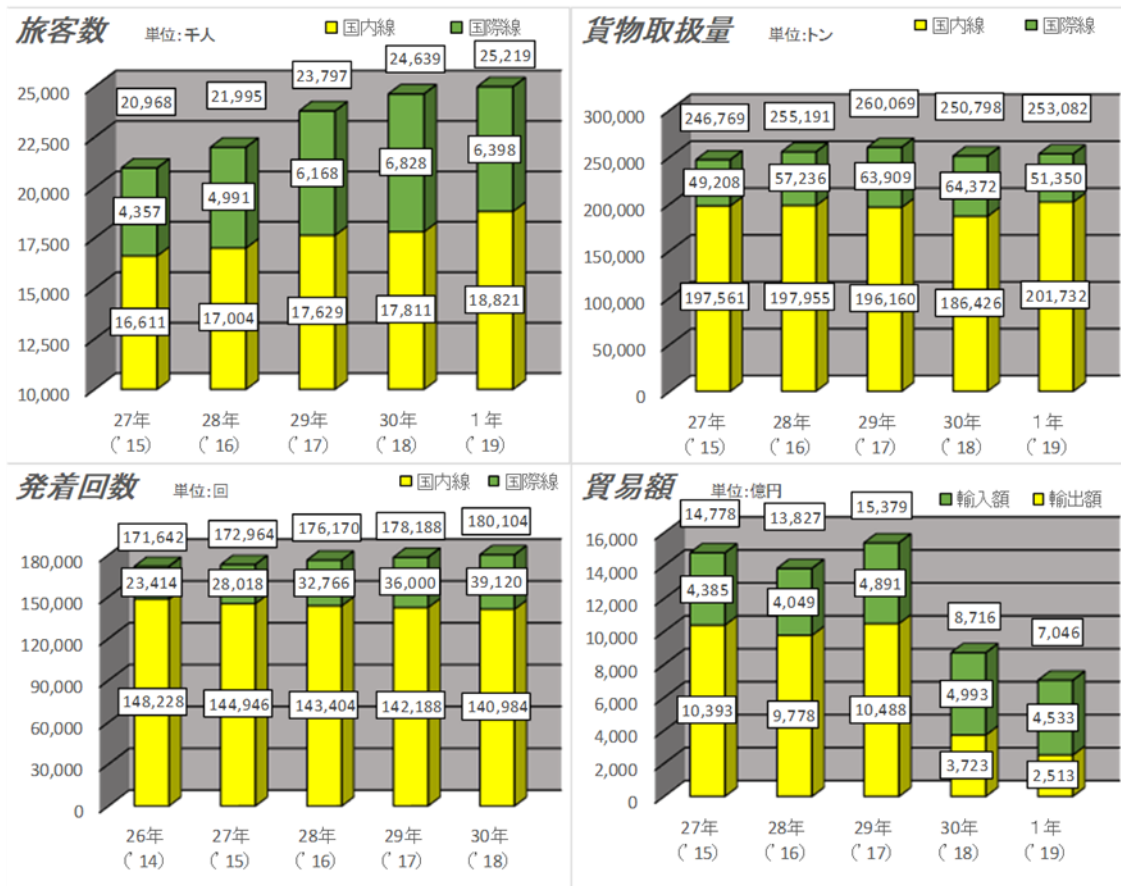 旅客数 単位:千人 国内線 国際線
20,968 21,995 23,797 24,639 25,219
4,357 4,991 6,168 6,828 6,398
16,611 17,004 17,629 17,811 18,821
25,000
22,500
20,000
17,500
15,000
12,500
10,000
27年 28年 29年 30年 1年
('15) ('16) ('17) ('18) ('19)
貨物取扱量 単位:トン 国内線 国際線
246,769 255,191 260,069 250,798 253,082
49,208 57,236 63,909 64,372 51,350
197,561 197,955 196,160 186,426 201,732
300,000
250,000
200,000
150,000
100,000
50,000
0
27年 28年 29年 30年 1年
('15) ('16) ('17) ('18) ('19)
発着回数 単位:回 国内線 国際線
171,642 172,964 176,170 178,188 180,104
23,414 28,018 32,766 36,000 39,120
148,228 144,946 143,404 142,188 140,984
180,000
150,000
120,000
90,000
60,000
30,000
0
26年 27年 28年 29年 30年
('14) ('15) ('16) ('17) ('18)
貿易額 単位:億円 輸入額 輸出額
14,778 13,827 15,379 8,716 7,046
4,385 4,049 4,891 4,993 4,533
10,393 9,778 10,488 3,723 2,513
16,000
14,000
12,000
10,000
8,000
6,000
4,000
2,000
0
27年 28年 29年 30年 1年
('15) ('16) ('17) ('18) ('19)